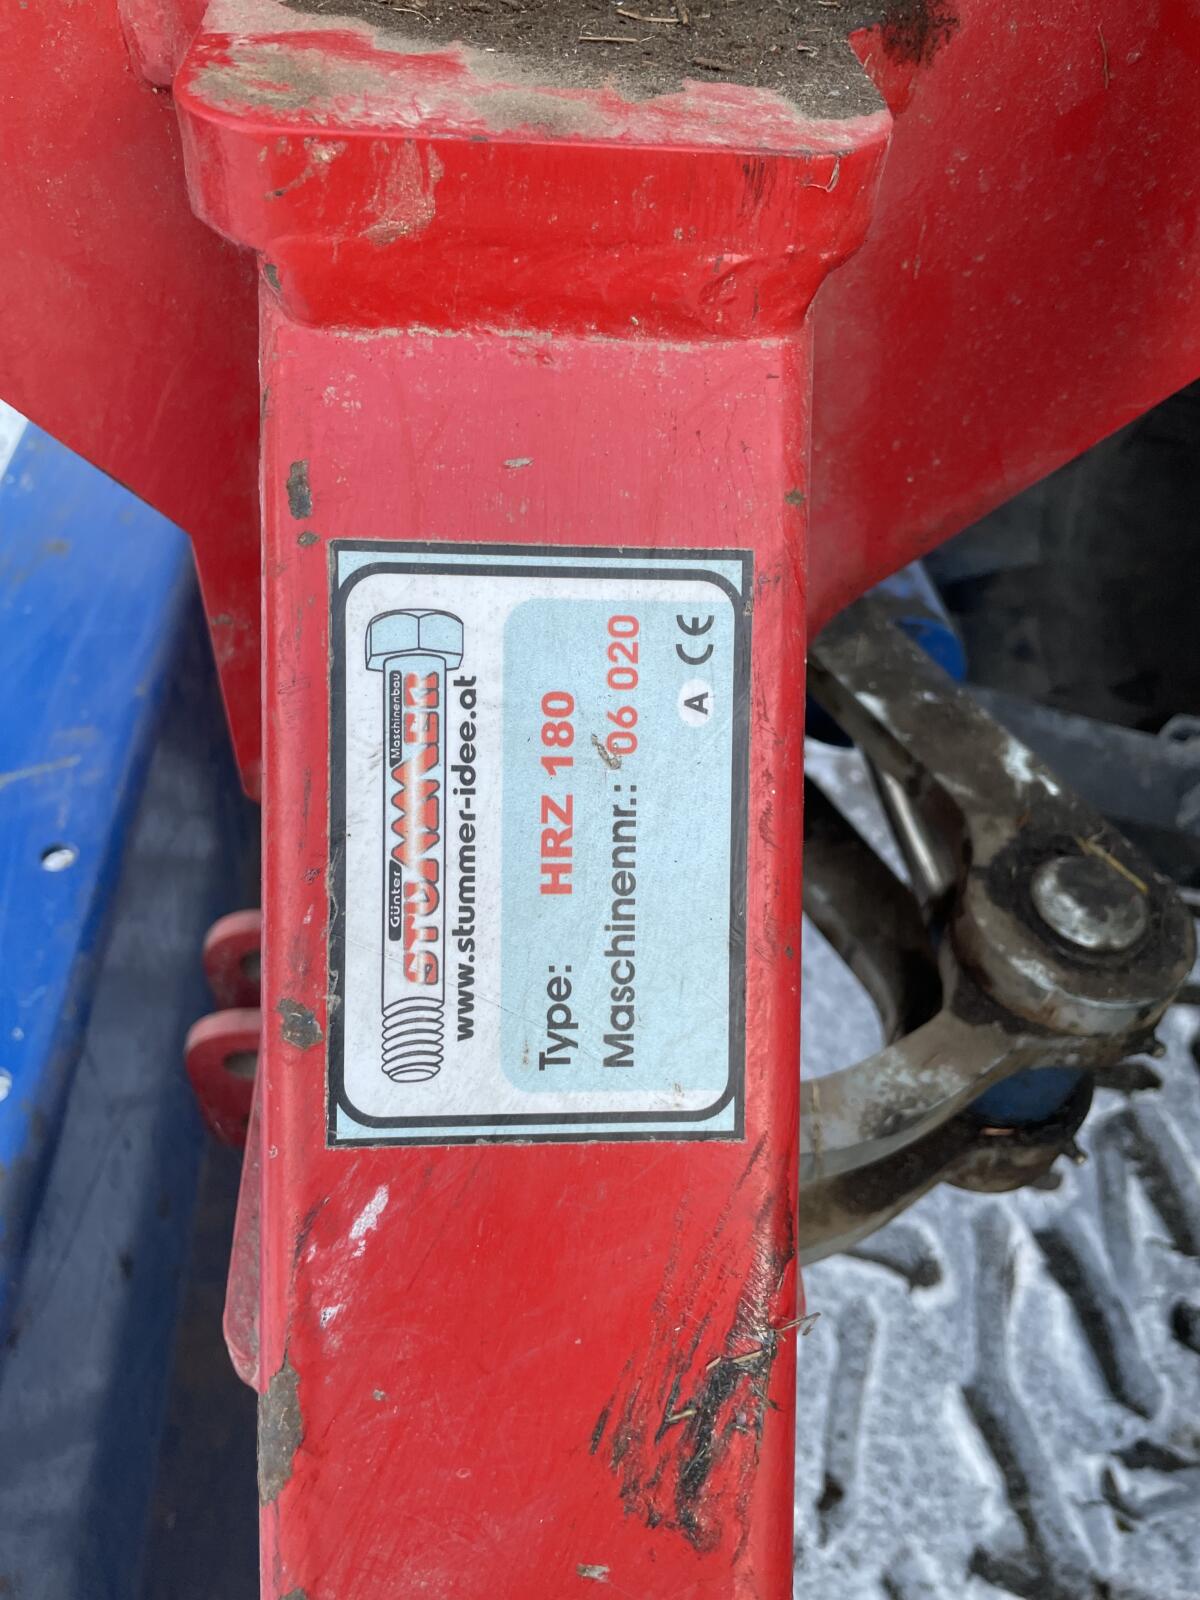 Günter STUMMER Maschinenbau
www.stummer-idee.at
Type: HRZ 180
Maschinennr.: 06 020
A CE